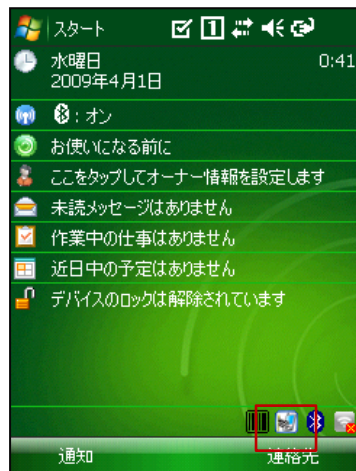 スタート
水曜日
0:41
2009年4月1日
: オン
お使いになる前に
ここをタップしてオーナー情報を設定します
未読メッセージはありません
作業中の仕事はありません
近日中の予定はありません
デバイスのロックは解除されています
通知
連絡先